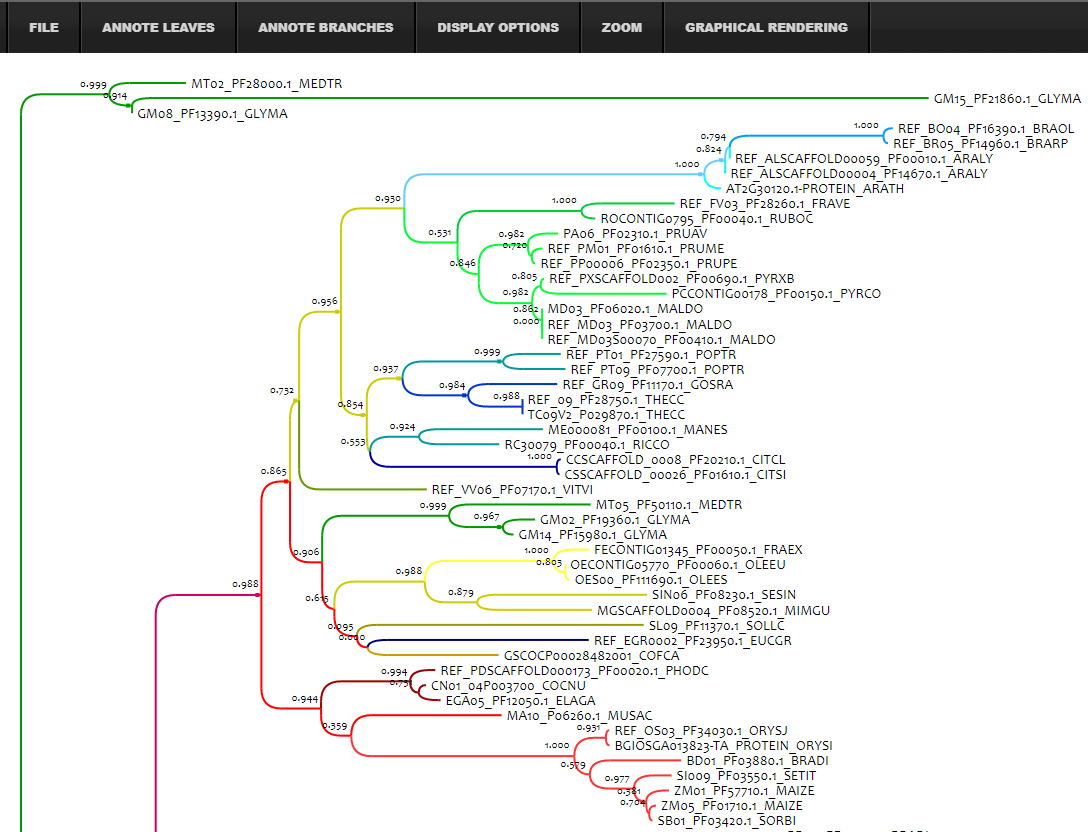 FILE ANNOTE LEAVES ANNOTE BRANCHES DISPLAY OPTIONS ZOOM GRAPHICAL RENDERING
0.999 MT02_PF28000.1_MEDTR
0.914 GM15_PF21860.1_GLYMA
GM08_PF13390.1_GLYMA
1.000 REF_BO04_PF16390.1_BRAOL
0.794 REF_BR05_PF14960.1_BRARP
0.824 REF_ALSCAFFOLD00059_PF00010.1_ARALY
1.000 REF_ALSCAFFOLD00004_PF14670.1_ARALY
AT2G30120.1-PROTEIN_ARATH
0.930 1.000 REF_FV03_PF28260.1_FRAVE
ROCONTIG0795_PF00040.1_RUBOC
0.531 0.982 PA06_PF02310.1_PRUAV
0.720 REF_PM01_PF01610.1_PRUME
0.846 REF_PP00006_PF02350.1_PRUPE
0.805 REF_PXSCAFFOLD002_PF00690.1_PYRXB
0.982 PCCONTIG00178_PF00150.1_PYRCO
0.956 0.862 MD03_PF06020.1_MALDO
0.000 REF_MD03_PF03700.1_MALDO
REF_MD03S00070_PF00410.1_MALDO
0.999 REF_PT01_PF27590.1_POPTR
0.937 REF_PT09_PF07700.1_POPTR
0.984 REF_GR09_PF11170.1_GOSRA
0.732 0.988 REF_09_PF28750.1_THECC
0.854 TC09V2_P029870.1_THECC
0.924 ME000081_PF00100.1_MANES
0.553 RC30079_PF00040.1_RICCO
1.000 CCSCAFFOLD_0008_PF20210.1_CITCL
0.865 CSSCAFFOLD_00026_PF01610.1_CITSI
REF_VV06_PF07170.1_VITVI
0.999 MT05_PF50110.1_MEDTR
0.967 GM02_PF19360.1_GLYMA
GM14_PF15980.1_GLYMA
0.906 1.000 FECONTIG01345_PF00050.1_FRAEX
0.803 OECONTIG05770_PF00060.1_OLEEU
0.988 OES00_PF111690.1_OLEES
0.988 0.879 SIN06_PF08230.1_SESIN
0.615 MGSCAFFOLD0004_PF08520.1_MIMGU
0.095 SL09_PF11370.1_SOLLC
0.000 REF_EGR0002_PF23950.1_EUCGR
GSCOCP00028482001_COFCA
0.994 REF_PDSCAFFOLD000173_PF00020.1_PHODC
CN01_04P003700_COCNU
0.944 EGA05_PF12050.1_ELAGA
MA10_P06260.1_MUSAC
0.359 0.931 REF_OS03_PF34030.1_ORYSJ
1.000 BGIOSGA013823-TA_PROTEIN_ORYSI
0.579 BD01_PF03880.1_BRADI
0.977 SI009_PF03550.1_SETIT
0.381 ZM01_PF57710.1_MAIZE
0.704 ZM05_PF01710.1_MAIZE
SB01_PF03420.1_SORBI